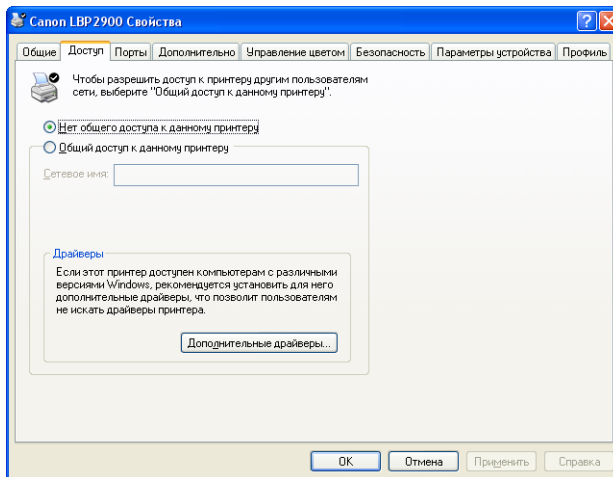 Canon LBP2900 Свойства
Общие Доступ Порты Дополнительно Управление цветом Безопасность Параметры устройства Профиль
Чтобы разрешить доступ к принтеру другим пользователям
сети, выберите "Общий доступ к данному принтеру".
Нет общего доступа к данному принтеру
Общий доступ к данному принтеру
Сетевое имя:
Драйверы
Если этот принтер доступен компьютерам с различными
версиями Windows, рекомендуется установить для него
дополнительные драйверы, что позволит пользователям
не искать драйверы принтера.
Дополнительные драйверы...
OK Отмена Применить Справка